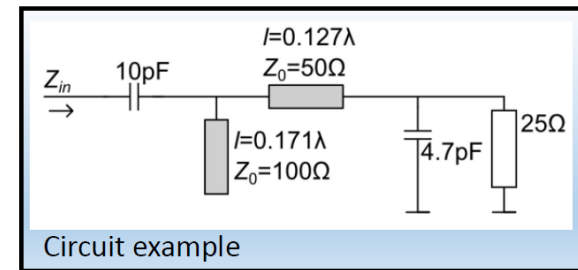 l=0.127λ
Z₀=50Ω
10pF
Zin
l=0.171λ
Z₀=100Ω
4.7pF
25Ω
Circuit example